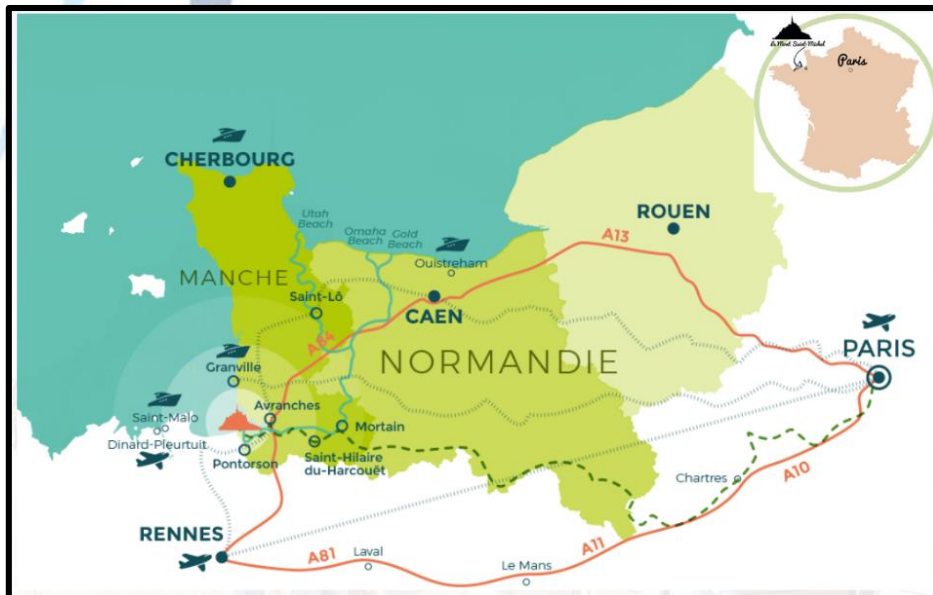 le Mont Saint-Michel
Paris
CHERBOURG
Utah
Beach
Omaha
Beach
Gold
Beach
ROUEN
A13
Ouistreham
MANCHE
Saint-Lô
CAEN
A84
NORMANDIE
PARIS
Granville
Avranches
Saint-Malo
Dinard-Pleurtuit
Mortain
Pontorson
Saint-Hilaire
du-Harcouët
Chartres
A10
RENNES
A81
Laval
A11
Le Mans